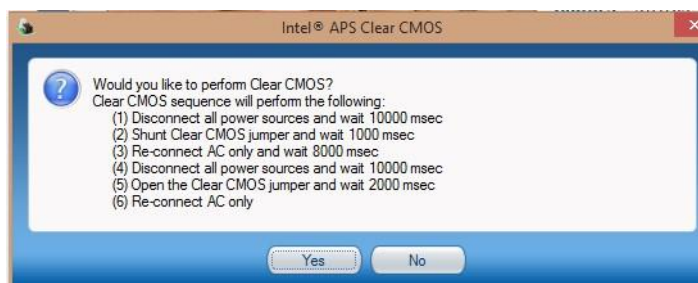 Intel® APS Clear CMOS
Would you like to perform Clear CMOS?
Clear CMOS sequence will perform the following:
(1) Disconnect all power sources and wait 10000 msec
(2) Shunt Clear CMOS jumper and wait 1000 msec
(3) Re-connect AC only and wait 8000 msec
(4) Disconnect all power sources and wait 10000 msec
(5) Open the Clear CMOS jumper and wait 2000 msec
(6) Re-connect AC only
Yes No